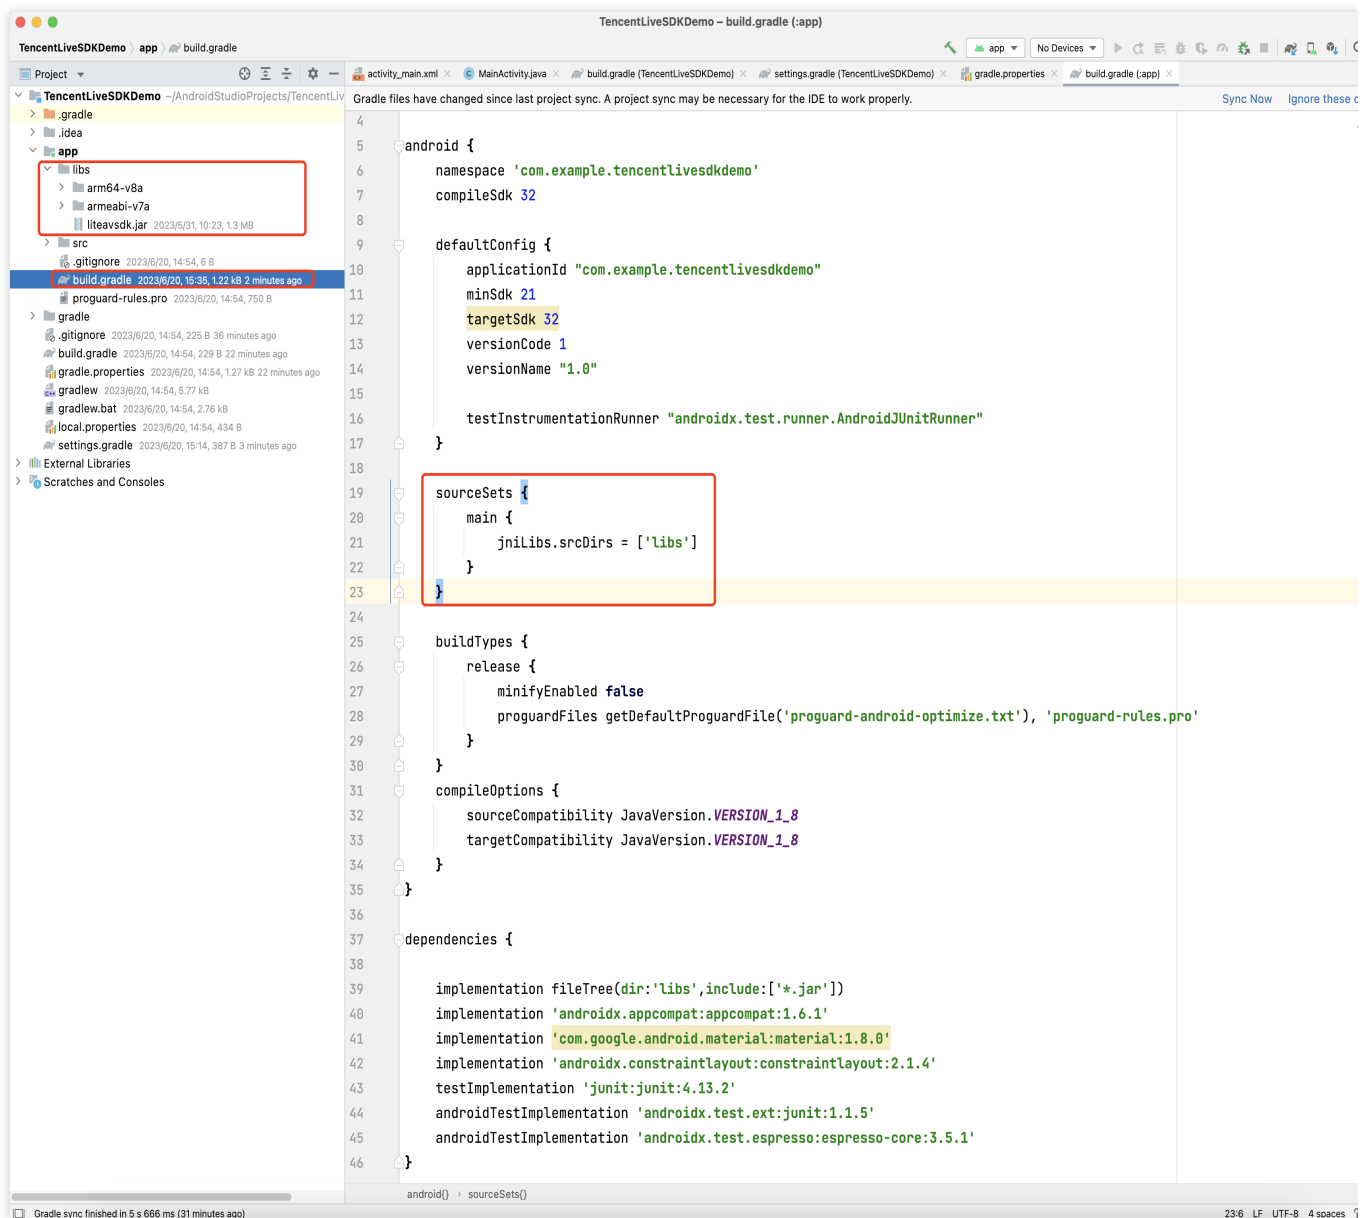 TencentLiveSDKDemo – build.gradle (:app)
TencentLiveSDKDemo app build.gradle
app No Devices
Project
activity_main.xml MainActivity.java build.gradle (TencentLiveSDKDemo) settings.gradle (TencentLiveSDKDemo) gradle.properties build.gradle (:app)
TencentLiveSDKDemo ~/AndroidStudioProjects/TencentLiv
.gradle
.idea
app
libs
arm64-v8a
armeabi-v7a
liteavsdk.jar 2023/5/31, 10:23, 1.3 MB
src
.gitignore 2023/6/20, 14:54, 6 B
build.gradle 2023/6/20, 15:35, 1.22 kB 2 minutes ago
proguard-rules.pro 2023/6/20, 14:54, 750 B
gradle
.gitignore 2023/6/20, 14:54, 225 B 36 minutes ago
build.gradle 2023/6/20, 14:54, 229 B 22 minutes ago
gradle.properties 2023/6/20, 14:54, 1.27 kB 22 minutes ago
gradlew 2023/6/20, 14:54, 5.77 kB
gradlew.bat 2023/6/20, 14:54, 2.76 kB
local.properties 2023/6/20, 14:54, 434 B
settings.gradle 2023/6/20, 15:14, 387 B 3 minutes ago
External Libraries
Scratches and Consoles
Gradle files have changed since last project sync. A project sync may be necessary for the IDE to work properly. Sync Now Ignore these c
4
5 android {
6 namespace 'com.example.tencentlivesdkdemo'
7 compileSdk 32
8
9 defaultConfig {
10 applicationId "com.example.tencentlivesdkdemo"
11 minSdk 21
12 targetSdk 32
13 versionCode 1
14 versionName "1.0"
15
16 testInstrumentationRunner "androidx.test.runner.AndroidJUnitRunner"
17 }
18
19 sourceSets {
20 main {
21 jniLibs.srcDirs = ['libs']
22 }
23 }
24
25 buildTypes {
26 release {
27 minifyEnabled false
28 proguardFiles getDefaultProguardFile('proguard-android-optimize.txt'), 'proguard-rules.pro'
29 }
30 }
31 compileOptions {
32 sourceCompatibility JavaVersion.VERSION_1_8
33 targetCompatibility JavaVersion.VERSION_1_8
34 }
35 }
36
37 dependencies {
38
39 implementation fileTree(dir:'libs',include:['*.jar'])
40 implementation 'androidx.appcompat:appcompat:1.6.1'
41 implementation 'com.google.android.material:material:1.8.0'
42 implementation 'androidx.constraintlayout:constraintlayout:2.1.4'
43 testImplementation 'junit:junit:4.13.2'
44 androidTestImplementation 'androidx.test.ext:junit:1.1.5'
45 androidTestImplementation 'androidx.test.espresso:espresso-core:3.5.1'
46 }
android{} sourceSets{}
Gradle sync finished in 5 s 666 ms (31 minutes ago) 23:6 LF UTF-8 4 spaces